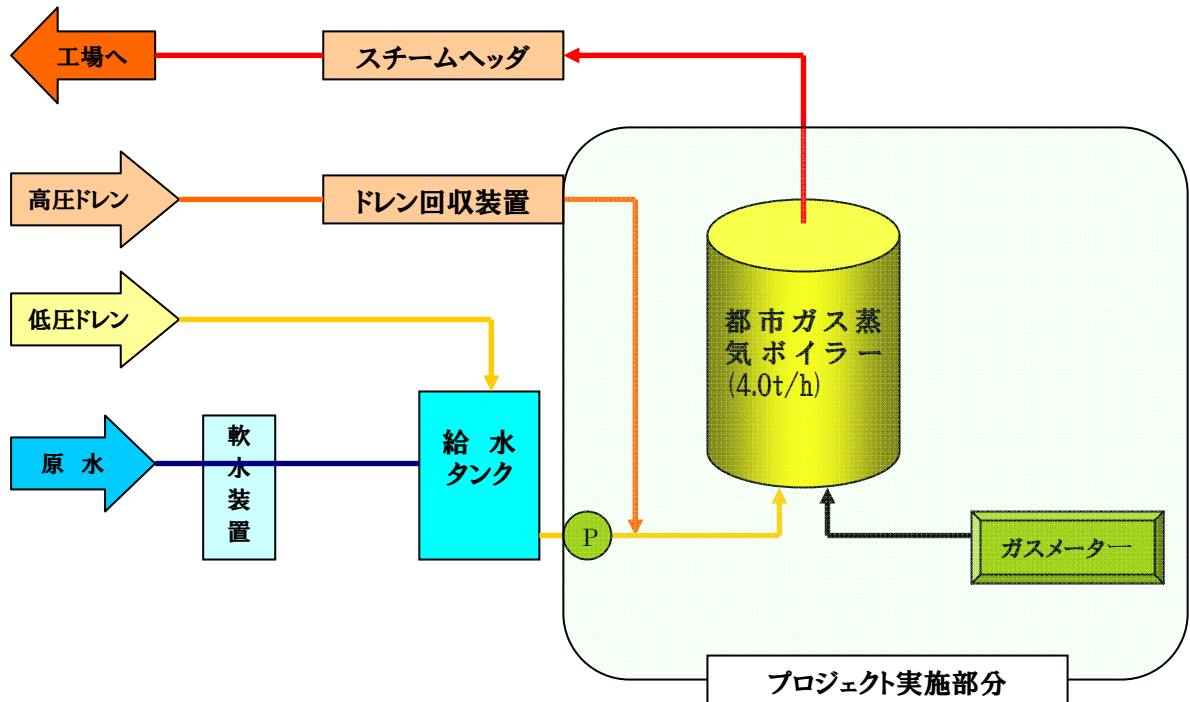 工場へ
スチームヘッダ
高圧ドレン
ドレン回収装置
低圧ドレン
都市ガス蒸
気ボイラー
(4.0t/h)
原 水
軟
水
装
置
給 水
タンク
P
ガスメーター
プロジェクト実施部分